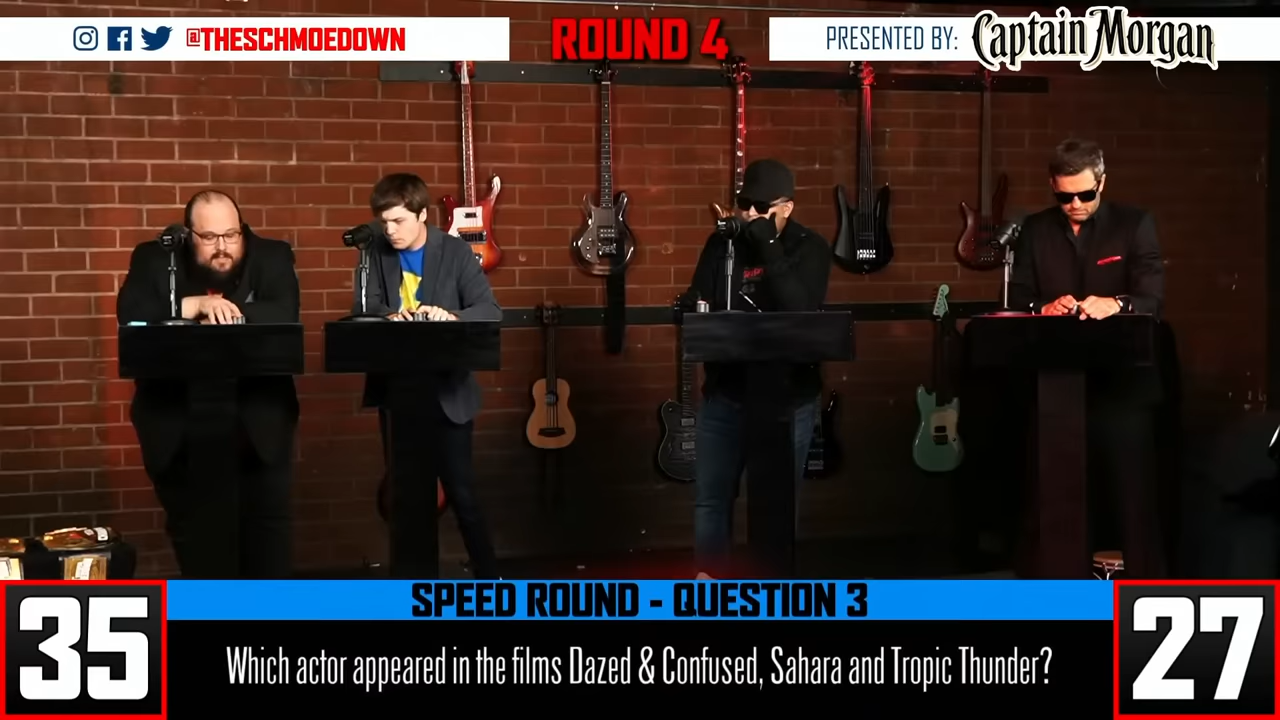 @THESCHMOEDOWN
ROUND 4
PRESENTED BY: Captain Morgan
SPEED ROUND - QUESTION 3
35
Which actor appeared in the films Dazed & Confused, Sahara and Tropic Thunder?
27